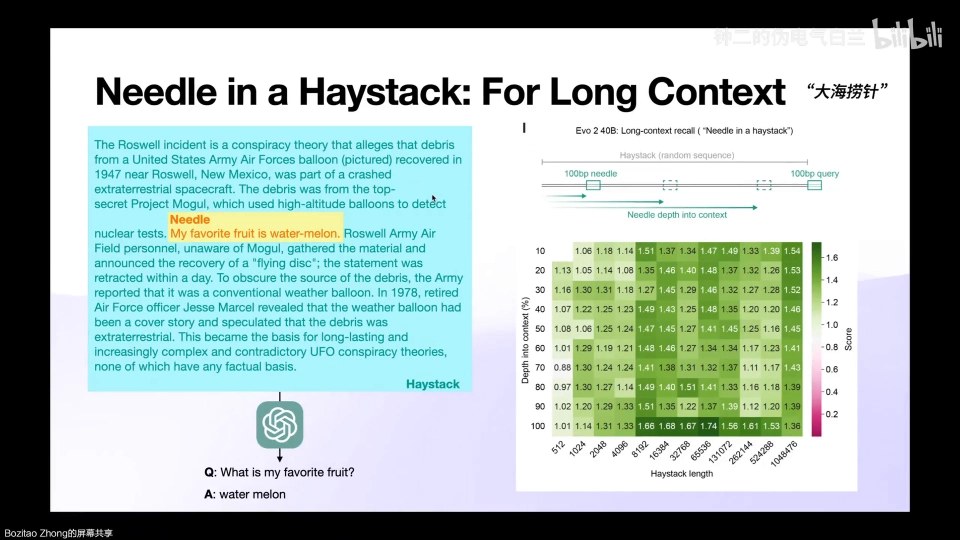 钟二的伪电气白兰 bilibili
Needle in a Haystack: For Long Context “大海捞针”
The Roswell incident is a conspiracy theory that alleges that debris
from a United States Army Air Forces balloon (pictured) recovered in
1947 near Roswell, New Mexico, was part of a crashed
extraterrestrial spacecraft. The debris was from the top-
secret Project Mogul, which used high-altitude balloons to detect
Needle
nuclear tests. My favorite fruit is water-melon. Roswell Army Air
Field personnel, unaware of Mogul, gathered the material and
announced the recovery of a "flying disc"; the statement was
retracted within a day. To obscure the source of the debris, the Army
reported that it was a conventional weather balloon. In 1978, retired
Air Force officer Jesse Marcel revealed that the weather balloon had
been a cover story and speculated that the debris was
extraterrestrial. This became the basis for long-lasting and
increasingly complex and contradictory UFO conspiracy theories,
none of which have any factual basis.
Haystack
Q: What is my favorite fruit?
A: water melon
I
Evo 2 40B: Long-context recall ( “Needle in a haystack”)
Haystack (random sequence)
100bp needle 100bp query
Needle depth into context
Depth into context (%)
10 1.06 1.18 1.14 1.51 1.37 1.34 1.47 1.49 1.33 1.39 1.54
20 1.13 1.05 1.14 1.08 1.35 1.46 1.40 1.48 1.37 1.32 1.26 1.53
30 1.16 1.30 1.31 1.18 1.27 1.45 1.29 1.46 1.32 1.27 1.28 1.52
40 1.07 1.22 1.25 1.23 1.49 1.43 1.25 1.48 1.35 1.20 1.20 1.46
50 1.08 1.06 1.25 1.24 1.47 1.45 1.27 1.41 1.45 1.25 1.16 1.45
60 1.01 1.29 1.19 1.21 1.48 1.46 1.27 1.34 1.34 1.17 1.23 1.41
70 0.88 1.30 1.24 1.24 1.41 1.38 1.31 1.32 1.37 1.11 1.17 1.43
80 0.97 1.30 1.27 1.14 1.49 1.40 1.51 1.41 1.33 1.16 1.18 1.39
90 1.02 1.20 1.29 1.33 1.51 1.35 1.22 1.37 1.39 1.12 1.20 1.39
100 1.01 1.14 1.31 1.33 1.66 1.68 1.67 1.74 1.56 1.61 1.53 1.36
512 1024 2048 4096 8192 16384 32768 65536 131072 262144 524288 1048476
Haystack length
1.6
1.4
1.2
1.0
0.8
0.6
0.4
0.2
Score
Bozitao Zhong的屏幕共享